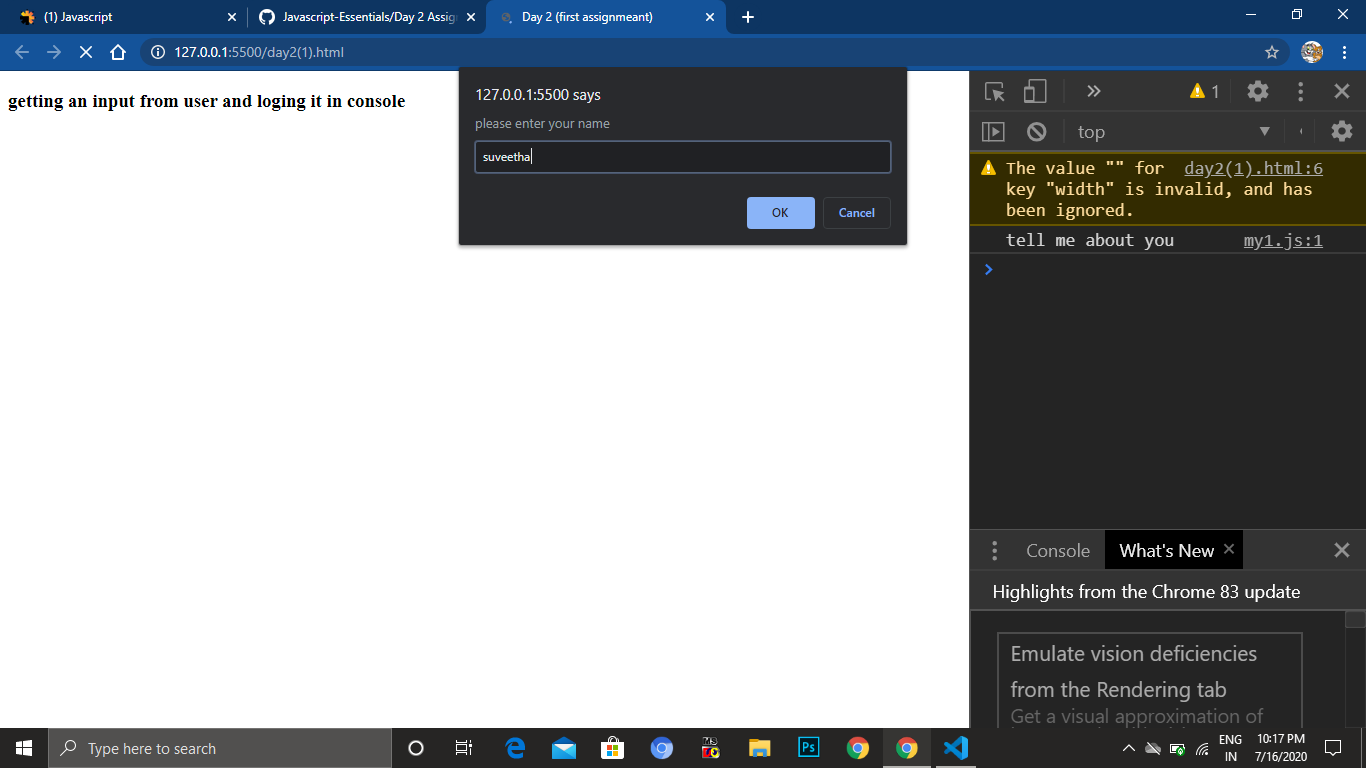 (1) Javascript
Javascript-Essentials/Day 2 Assig
Day 2 (first assignmeant)
127.0.0.1:5500/day2(1).html
getting an input from user and loging it in console
127.0.0.1:5500 says
please enter your name
suveetha
OK
Cancel
1
top
The value "" for day2(1).html:6
key "width" is invalid, and has
been ignored.
tell me about you my1.js:1
Console
What's New
Highlights from the Chrome 83 update
Emulate vision deficiencies
from the Rendering tab
Get a visual approximation of
Type here to search
Ps
ENG
IN
10:17 PM
7/16/2020